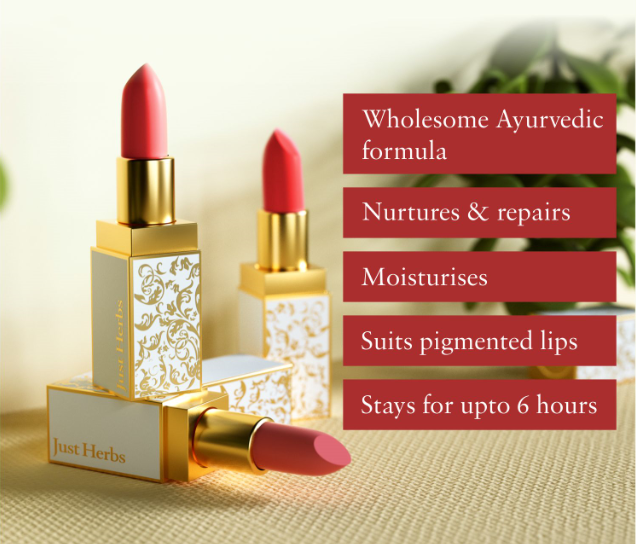 Wholesome Ayurvedic
formula
Nurtures & repairs
Moisturises
Suits pigmented lips
Stays for upto 6 hours
Just Herbs
Just Herbs